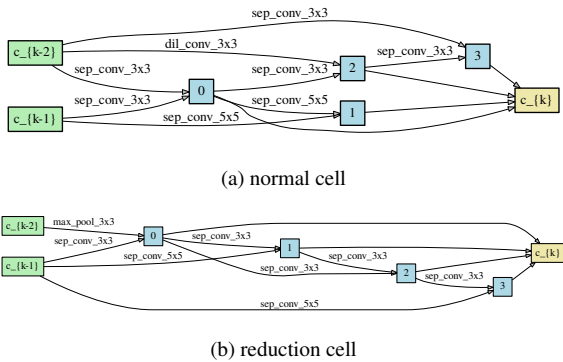 sep_conv_3x3
c_{k-2}
dil_conv_3x3
sep_conv_3x3
3
sep_conv_3x3
sep_conv_3x3
2
0
sep_conv_3x3
sep_conv_5x5
c_{k}
c_{k-1}
sep_conv_5x5
1
(a) normal cell
c_{k-2}
max_pool_3x3
0
sep_conv_3x3
sep_conv_3x3
1
c_{k}
c_{k-1}
sep_conv_5x5
sep_conv_3x3
sep_conv_3x3
2
sep_conv_3x3
3
sep_conv_5x5
(b) reduction cell